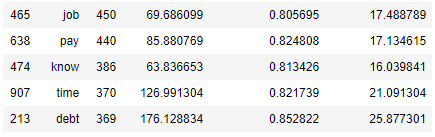 465 job 450 69.686099 0.805695 17.488789
638 pay 440 85.880769 0.824808 17.134615
474 know 386 63.836653 0.813426 16.039841
907 time 370 126.991304 0.821739 21.091304
213 debt 369 176.128834 0.852822 25.877301